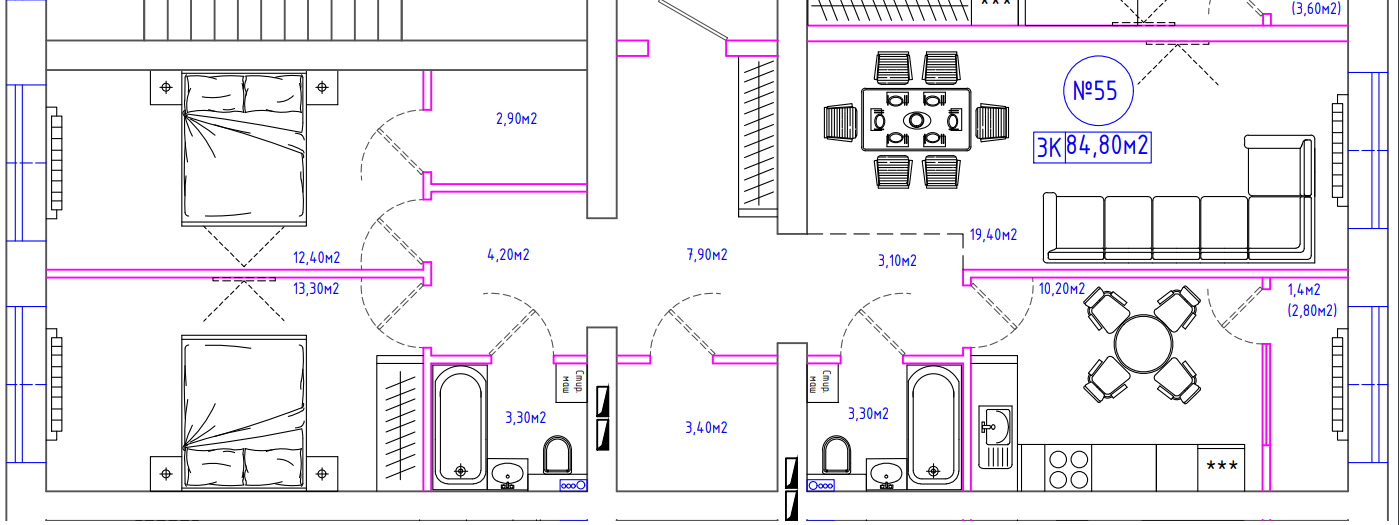 ***
(3,60м2)
№55
3К 84,80м2
2,90м2
19,40м2
12,40м2
4,20м2
7,90м2
3,10м2
13,30м2
10,20м2
1,4м2
(2,80м2)
Стир.
маш
Стир.
маш
3,30м2
3,40м2
3,30м2
***